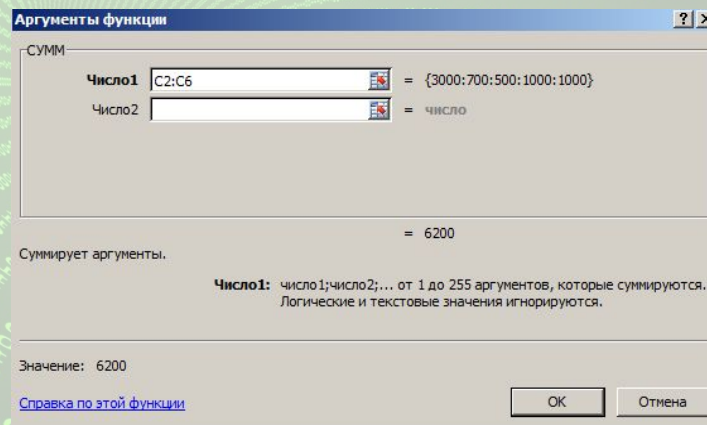 Аргументы функции
СУММ
Число1 C2:C6 = {3000:700:500:1000:1000}
Число2 = число
= 6200
Суммирует аргументы.
Число1: число1;число2;... от 1 до 255 аргументов, которые суммируются.
Логические и текстовые значения игнорируются.
Значение: 6200
Справка по этой функции
ОК
Отмена